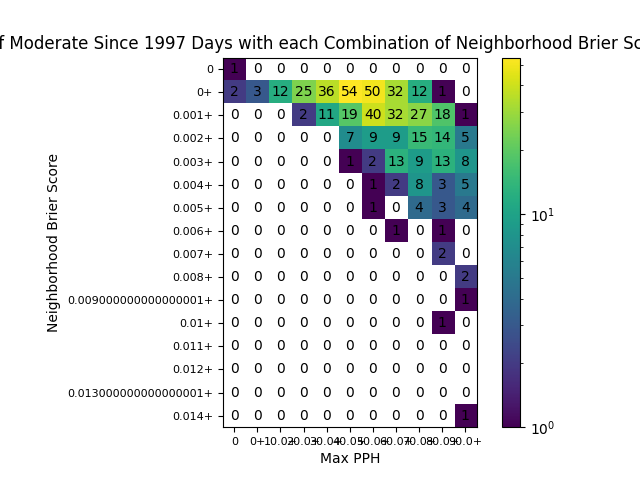 f Moderate Since 1997 Days with each Combination of Neighborhood Brier Sc
Neighborhood Brier Score
0 1 0 0 0 0 0 0 0 0 0 0
0+ 2 3 12 25 36 54 50 32 12 1 0
0.001+ 0 0 0 2 11 19 40 32 27 18 1
0.002+ 0 0 0 0 0 7 9 9 15 14 5
0.003+ 0 0 0 0 0 1 2 13 9 13 8
0.004+ 0 0 0 0 0 0 1 2 8 3 5
0.005+ 0 0 0 0 0 0 1 0 4 3 4
0.006+ 0 0 0 0 0 0 0 1 0 1 0
0.007+ 0 0 0 0 0 0 0 0 0 2 0
0.008+ 0 0 0 0 0 0 0 0 0 0 2
0.009000000000000001+ 0 0 0 0 0 0 0 0 0 0 1
0.01+ 0 0 0 0 0 0 0 0 0 1 0
0.011+ 0 0 0 0 0 0 0 0 0 0 0
0.012+ 0 0 0 0 0 0 0 0 0 0 0
0.013000000000000001+ 0 0 0 0 0 0 0 0 0 0 0
0.014+ 0 0 0 0 0 0 0 0 0 0 1
0 0+
Max PPH
10¹
10⁰